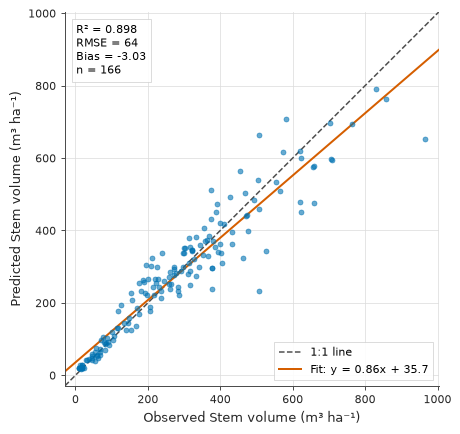 R² = 0.898
RMSE = 64
Bias = -3.03
n = 166
1000
800
600
400
200
0
Predicted Stem volume (m³ ha⁻¹)
1:1 line
Fit: y = 0.86x + 35.7
0 200 400 600 800 1000
Observed Stem volume (m³ ha⁻¹)